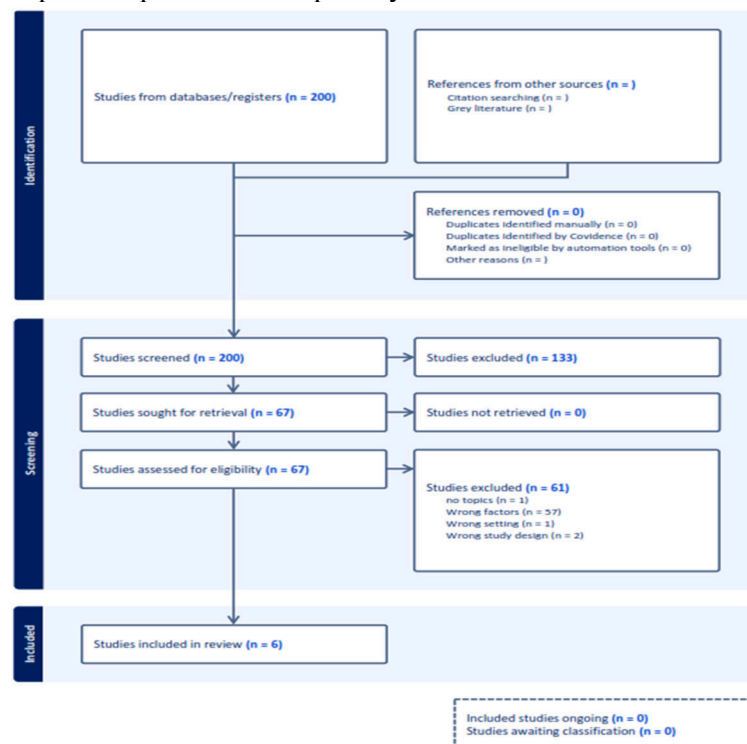 Identification
Studies from databases/registers (n = 200)
References from other sources (n = )
Citation searching (n = )
Grey literature (n = )
References removed (n = 0)
Duplicates identified manually (n = 0)
Duplicates identified by Covidence (n = 0)
Marked as ineligible by automation tools (n = 0)
Other reasons (n = )
Screening
Studies screened (n = 200)
Studies excluded (n = 133)
Studies sought for retrieval (n = 67)
Studies not retrieved (n = 0)
Studies assessed for eligibility (n = 67)
Studies excluded (n = 61)
no topics (n = 1)
Wrong factors (n = 57)
Wrong setting (n = 1)
Wrong study design (n = 2)
Included
Studies included in review (n = 6)
Included studies ongoing (n = 0)
Studies awaiting classification (n = 0)